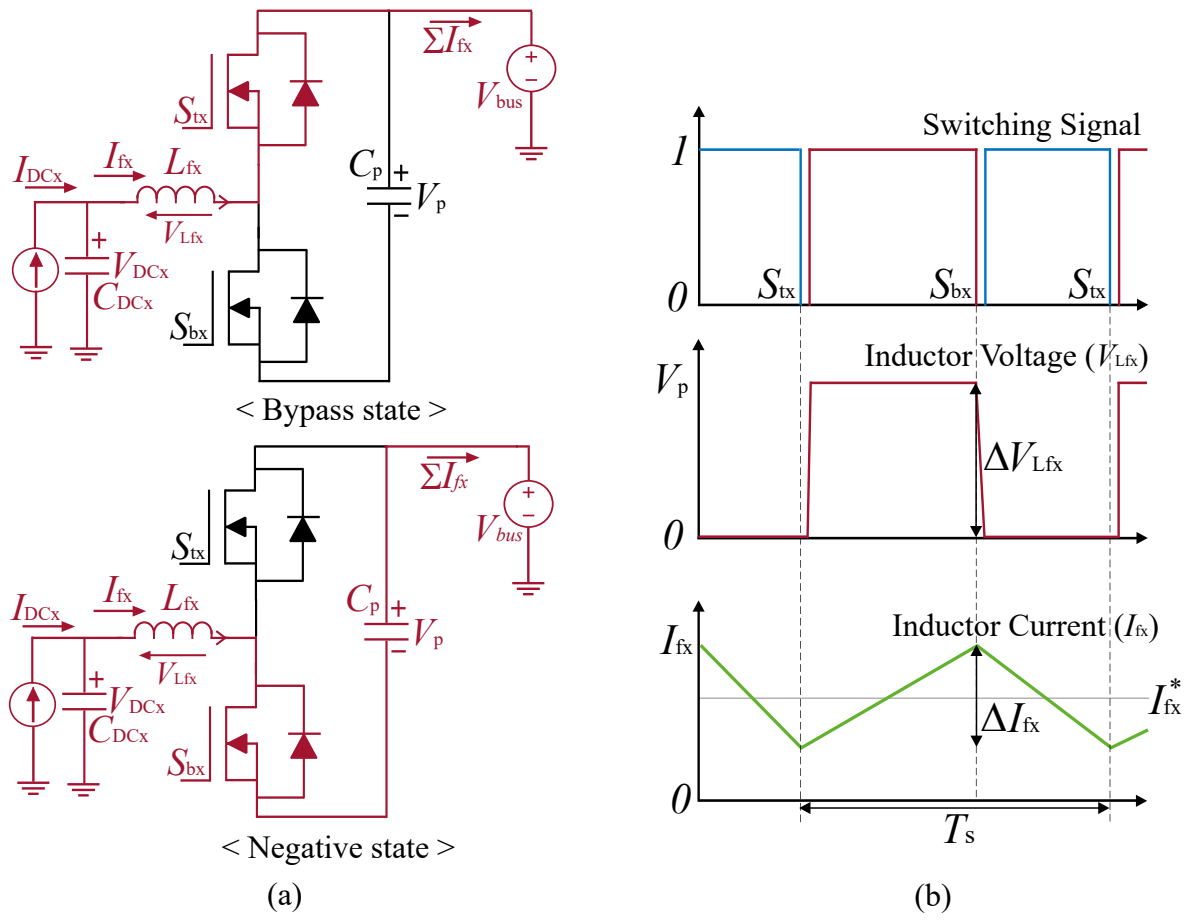 ΣIfx
Vbus
+
−
Stx
IDCx
Ifx
Lfx
VLfx
Cp
+
−
Vp
+
VDCx
CDCx
Sbx
< Bypass state >
ΣIfx
Vbus
+
−
Stx
IDCx
Ifx
Lfx
VLfx
Cp
+
−
Vp
+
VDCx
CDCx
Sbx
< Negative state >
(a)
Switching Signal
1
0
Stx
Sbx
Stx
Inductor Voltage (VLfx)
Vp
ΔVLfx
0
Inductor Current (Ifx)
Ifx
I*fx
ΔIfx
0
Ts
(b)